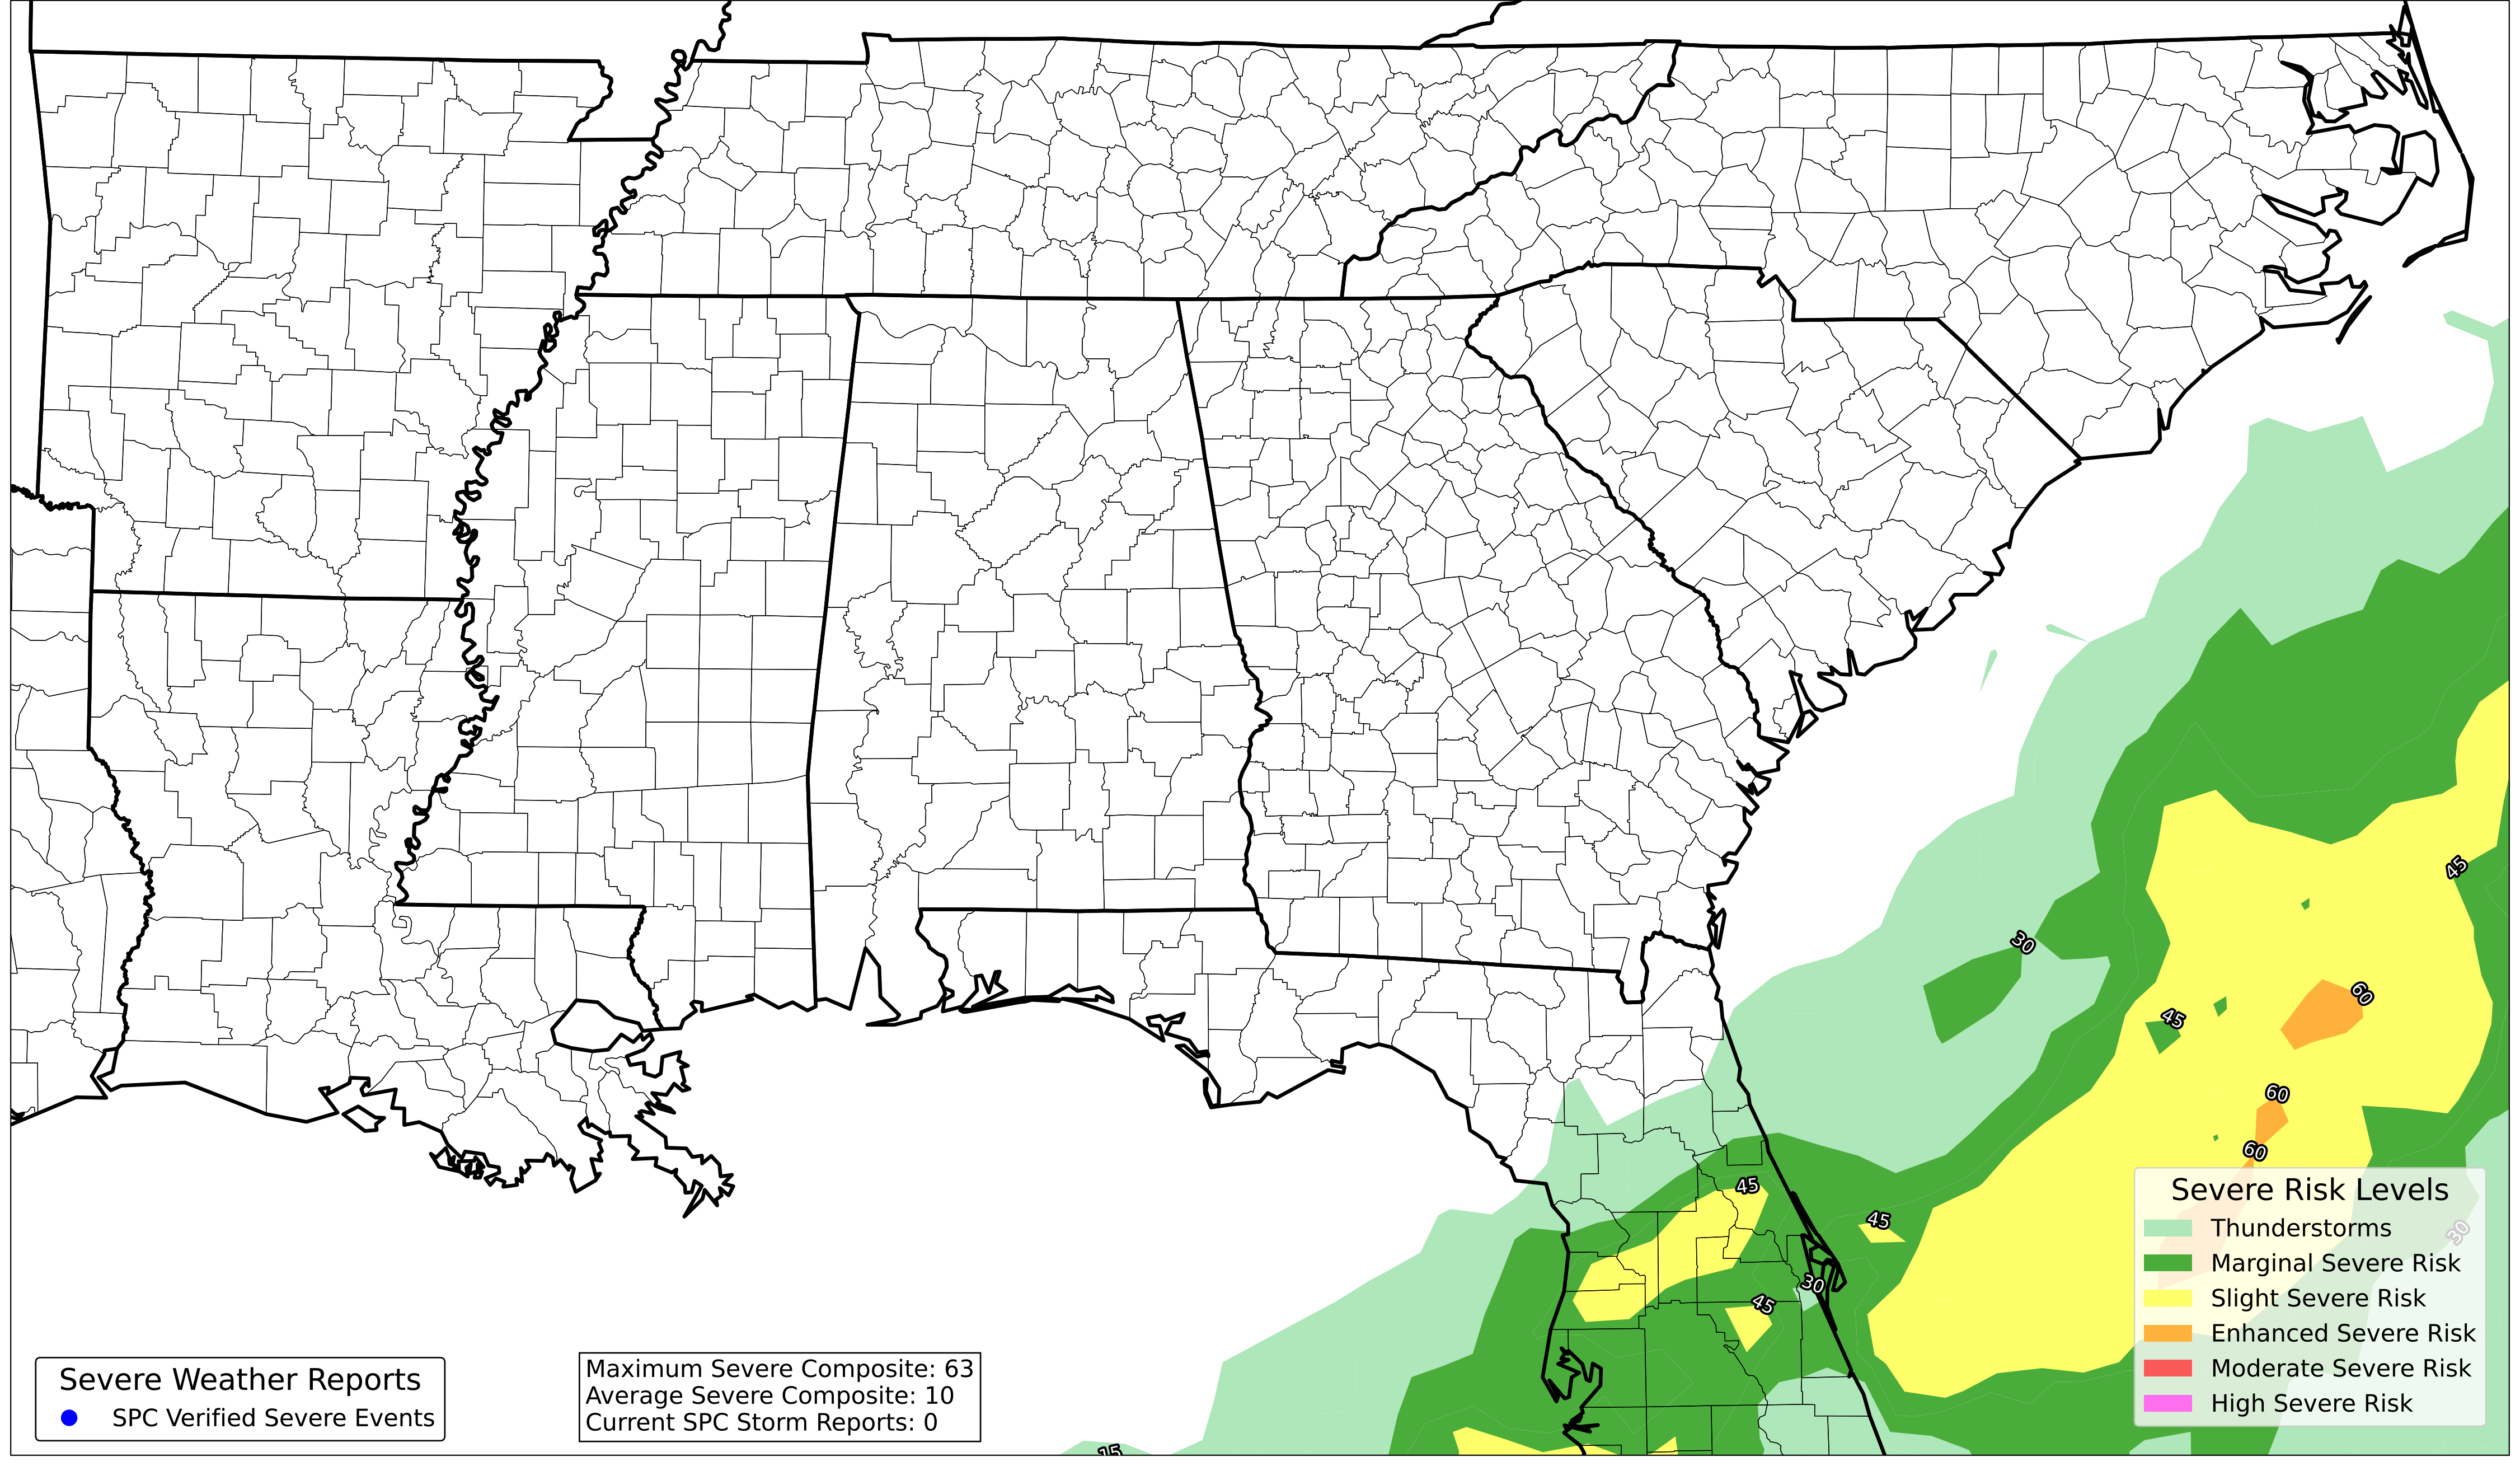 45
30
60
45
60
60
45
45
30
30
45
15
Severe Risk Levels
Thunderstorms
Marginal Severe Risk
Slight Severe Risk
Enhanced Severe Risk
Moderate Severe Risk
High Severe Risk
Severe Weather Reports
SPC Verified Severe Events
Maximum Severe Composite: 63
Average Severe Composite: 10
Current SPC Storm Reports: 0